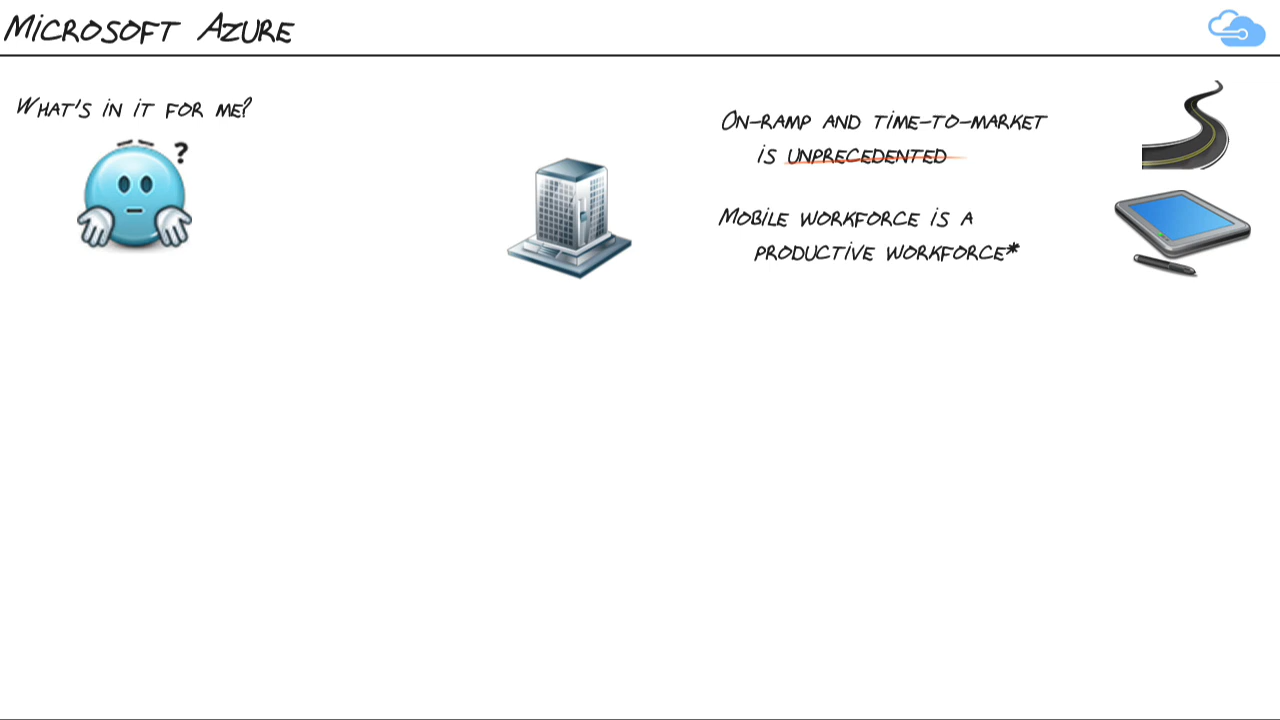 Microsoft Azure
What's in it for me?
?
On-ramp and time-to-market
is unprecedented
Mobile workforce is a
productive workforce*